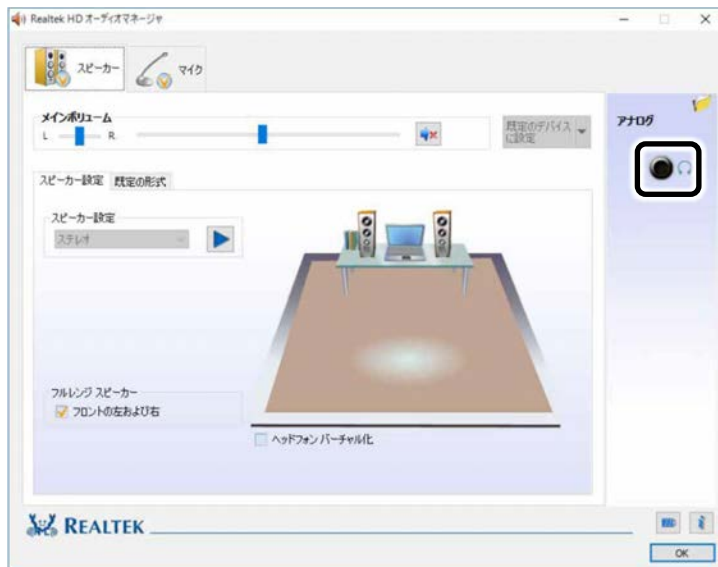 Realtek HD オーディオマネージャ
スピーカー
マイク
メインボリューム
L
R
既定のデバイス
に設定
アナログ
スピーカー設定
既定の形式
スピーカー設定
ステレオ
フルレンジ スピーカー
フロントの左および右
ヘッドフォン バーチャル化
REALTEK
OK